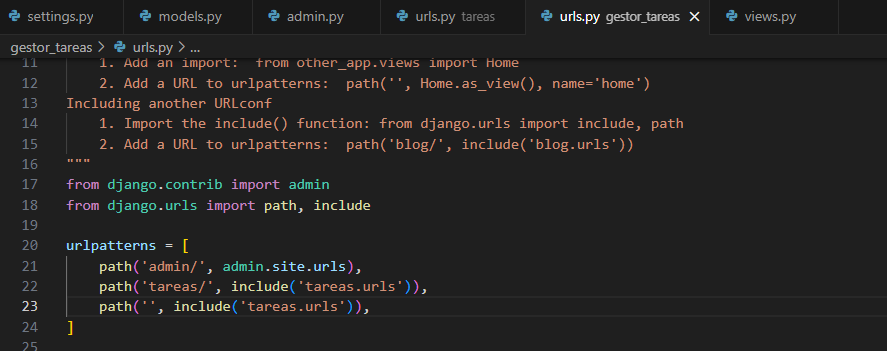 settings.py models.py admin.py urls.py tareas urls.py gestor_tareas × views.py
gestor_tareas > urls.py > ...
11 1. Add an import:  from other_app.views import Home
12 2. Add a URL to urlpatterns:  path('', Home.as_view(), name='home')
13 Including another URLconf
14 1. Import the include() function: from django.urls import include, path
15 2. Add a URL to urlpatterns:  path('blog/', include('blog.urls'))
16 """
17 from django.contrib import admin
18 from django.urls import path, include
19
20 urlpatterns = [
21 path('admin/', admin.site.urls),
22 path('tareas/', include('tareas.urls')),
23 path('', include('tareas.urls')),
24 ]
25